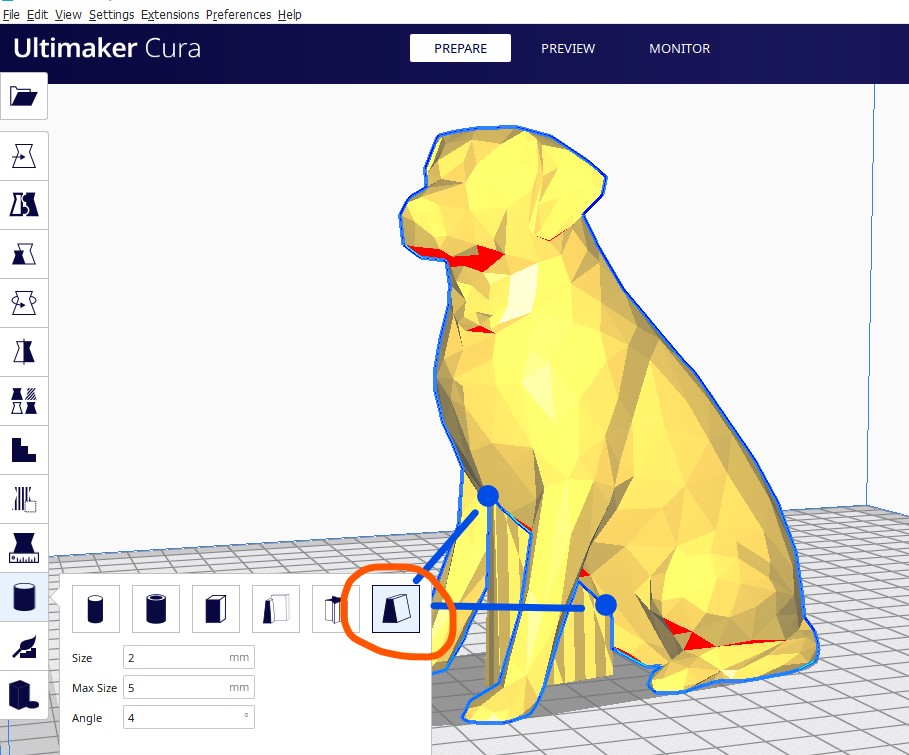 File Edit View Settings Extensions Preferences Help
Ultimaker Cura PREPARE PREVIEW MONITOR
Size 2 mm
Max Size 5 mm
Angle 4 °